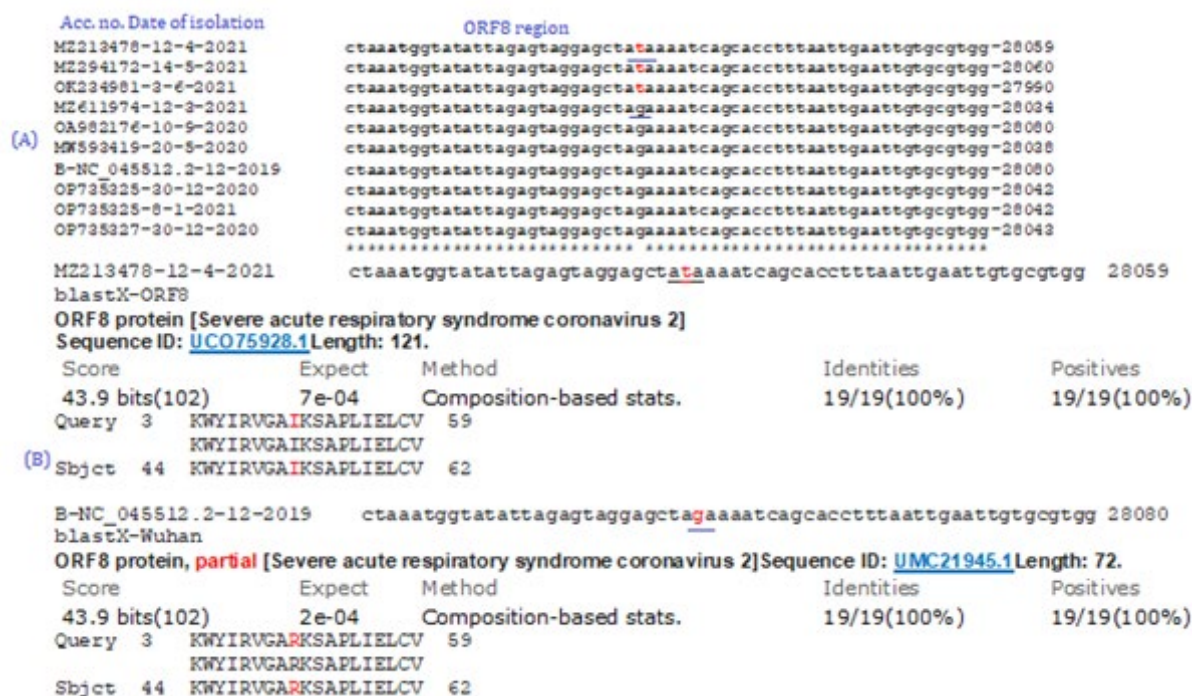 Acc. no. Date of isolation ORF8 region
MZ213478-12-4-2021 ctaaatggtatattagagtaggagctataaaatcagcacctttaattgaattgtgcgtgg-28059
MZ294172-14-5-2021 ctaaatggtatattagagtaggagctataaaatcagcacctttaattgaattgtgcgtgg-28060
OK234981-3-6-2021 ctaaatggtatattagagtaggagctataaaatcagcacctttaattgaattgtgcgtgg-27990
MZ611974-12-3-2021 ctaaatggtatattagagtaggagctagaaaatcagcacctttaattgaattgtgcgtgg-28034
OA982176-10-9-2020 ctaaatggtatattagagtaggagctagaaaatcagcacctttaattgaattgtgcgtgg-28080
(A) MW593419-20-5-2020 ctaaatggtatattagagtaggagctagaaaatcagcacctttaattgaattgtgcgtgg-28038
B-NC_045512.2-12-2019 ctaaatggtatattagagtaggagctagaaaatcagcacctttaattgaattgtgcgtgg-28080
OP735325-30-12-2020 ctaaatggtatattagagtaggagctagaaaatcagcacctttaattgaattgtgcgtgg-28042
OP735325-8-1-2021 ctaaatggtatattagagtaggagctagaaaatcagcacctttaattgaattgtgcgtgg-28042
OP735327-30-12-2020 ctaaatggtatattagagtaggagctagaaaatcagcacctttaattgaattgtgcgtgg-28043
*************************** ********************************
MZ213478-12-4-2021 ctaaatggtatattagagtaggagctataaaatcagcacctttaattgaattgtgcgtgg 28059
blastX-ORF8
ORF8 protein [Severe acute respiratory syndrome coronavirus 2]
Sequence ID: UCO75928.1 Length: 121.
Score Expect Method Identities Positives
43.9 bits(102) 7e-04 Composition-based stats. 19/19(100%) 19/19(100%)
Query 3 KWYIRVGAIKSAPLIELCV 59
KWYIRVGAIKSAPLIELCV
(B) Sbjct 44 KWYIRVGAIKSAPLIELCV 62
B-NC_045512.2-12-2019 ctaaatggtatattagagtaggagctagaaaatcagcacctttaattgaattgtgcgtgg 28080
blastX-Wuhan
ORF8 protein, partial [Severe acute respiratory syndrome coronavirus 2]Sequence ID: UMC21945.1 Length: 72.
Score Expect Method Identities Positives
43.9 bits(102) 2e-04 Composition-based stats. 19/19(100%) 19/19(100%)
Query 3 KWYIRVGARKSAPLIELCV 59
KWYIRVGARKSAPLIELCV
Sbjct 44 KWYIRVGARKSAPLIELCV 62